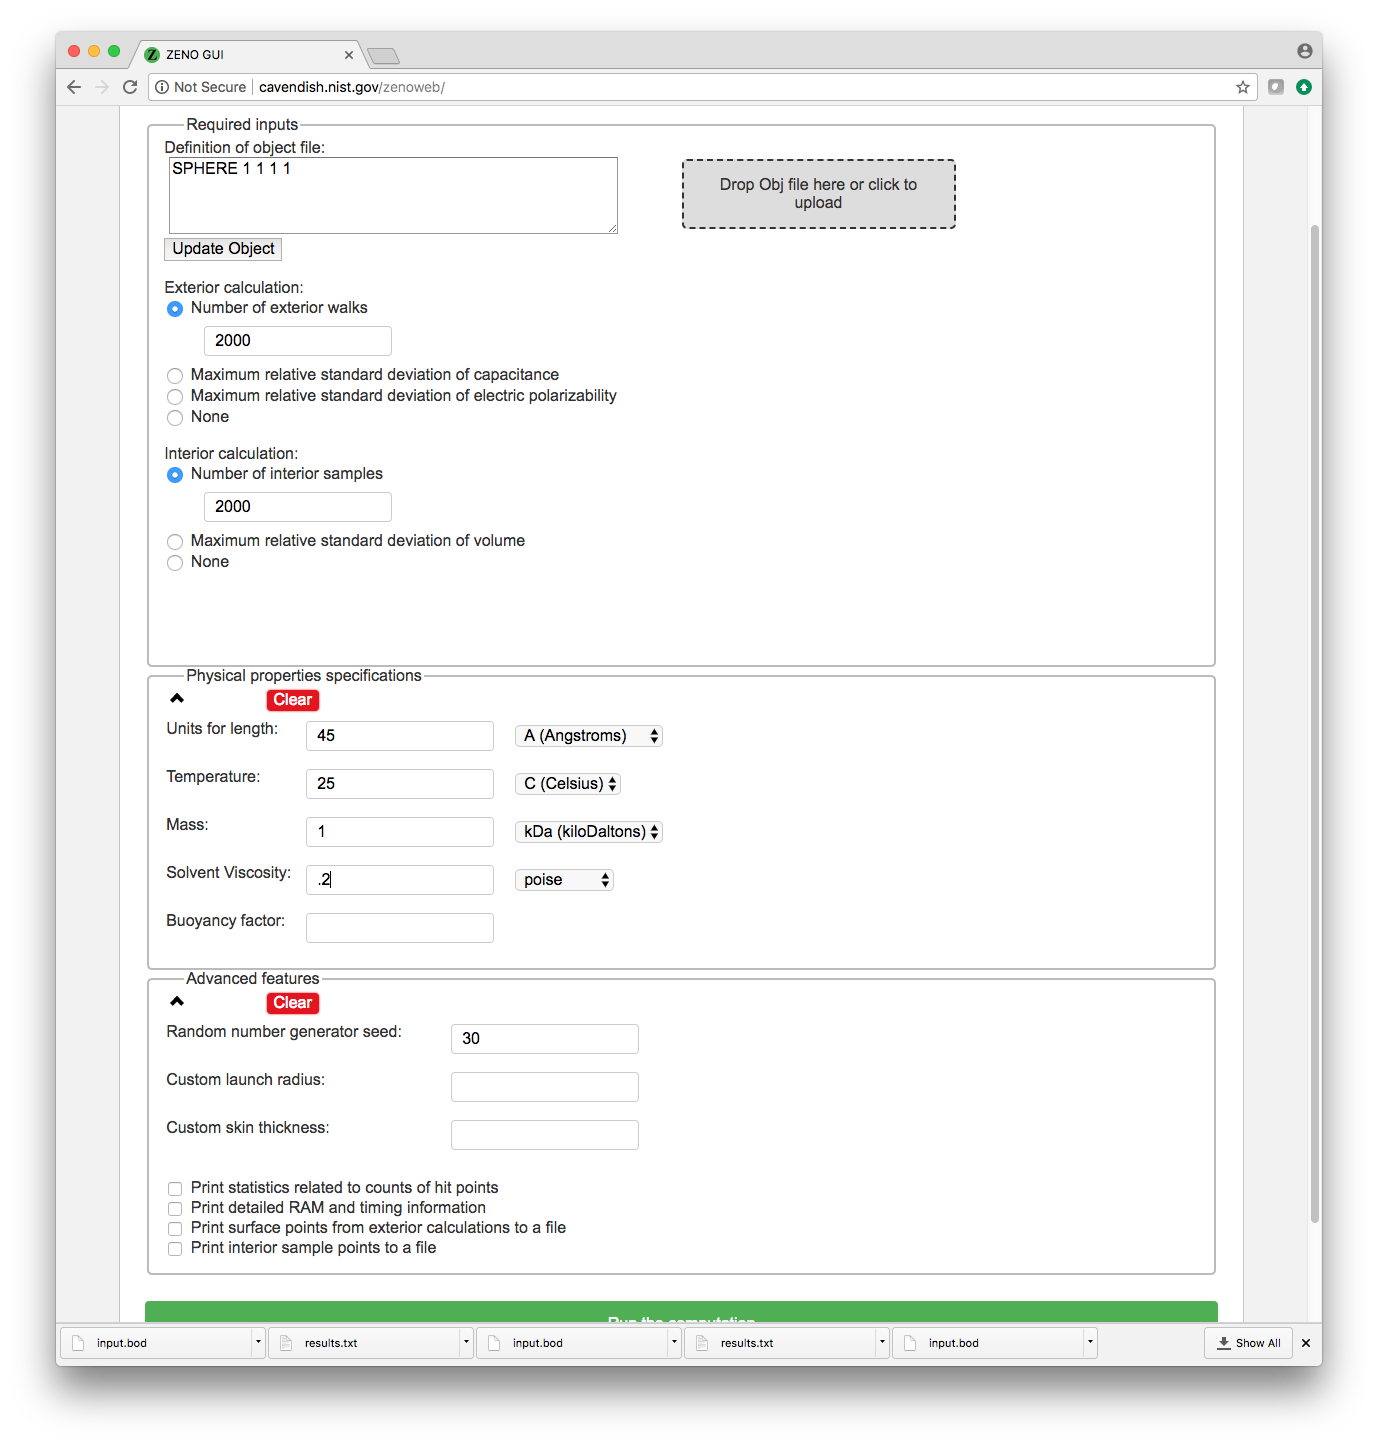 Z ZENO GUI
Not Secure cavendish.nist.gov/zenoweb/
Required inputs
Definition of object file:
SPHERE 1 1 1 1
Drop Obj file here or click to
upload
Update Object
Exterior calculation:
Number of exterior walks
2000
Maximum relative standard deviation of capacitance
Maximum relative standard deviation of electric polarizability
None
Interior calculation:
Number of interior samples
2000
Maximum relative standard deviation of volume
None
Physical properties specifications
Clear
Units for length: 45 A (Angstroms)
Temperature: 25 C (Celsius)
Mass: 1 kDa (kiloDaltons)
Solvent Viscosity: .2 poise
Buoyancy factor:
Advanced features
Clear
Random number generator seed: 30
Custom launch radius:
Custom skin thickness:
Print statistics related to counts of hit points
Print detailed RAM and timing information
Print surface points from exterior calculations to a file
Print interior sample points to a file
Run the computation
input.bod results.txt input.bod results.txt input.bod Show All